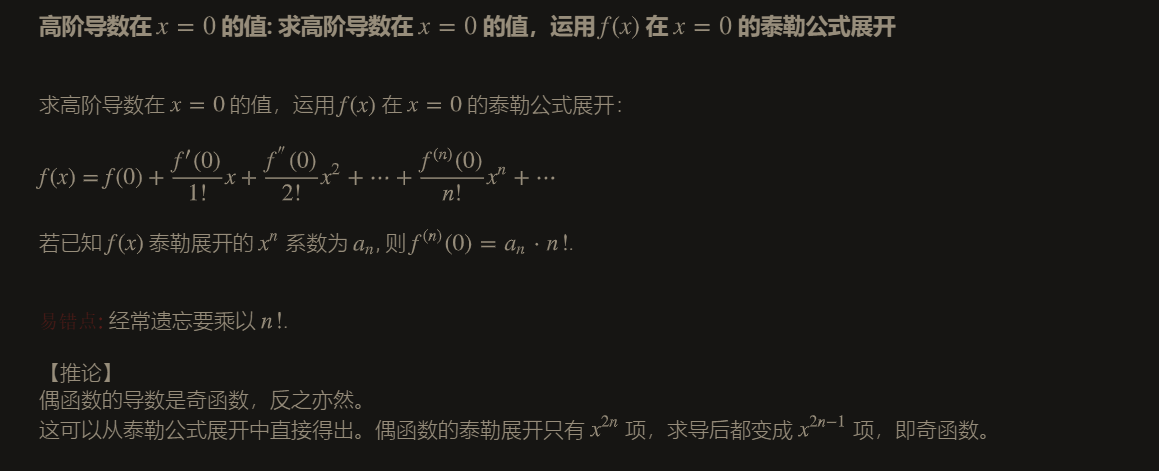 高阶导数在 x = 0 的值: 求高阶导数在 x = 0 的值，运用 f(x) 在 x = 0 的泰勒公式展开
求高阶导数在 x = 0 的值，运用 f(x) 在 x = 0 的泰勒公式展开:
f(x) = f(0) + \frac{f'(0)}{1!}x + \frac{f''(0)}{2!}x^2 + ⋯ + \frac{f^{(n)}(0)}{n!}x^n + ⋯
若已知 f(x) 泰勒展开的 x^n 系数为 a_n, 则 f^{(n)}(0) = a_n · n!.
易错点: 经常遗忘要乘以 n!.
【推论】
偶函数的导数是奇函数，反之亦然。
这可以从泰勒公式展开中直接得出。偶函数的泰勒展开只有 x^{2n} 项，求导后都变成 x^{2n−1} 项，即奇函数。